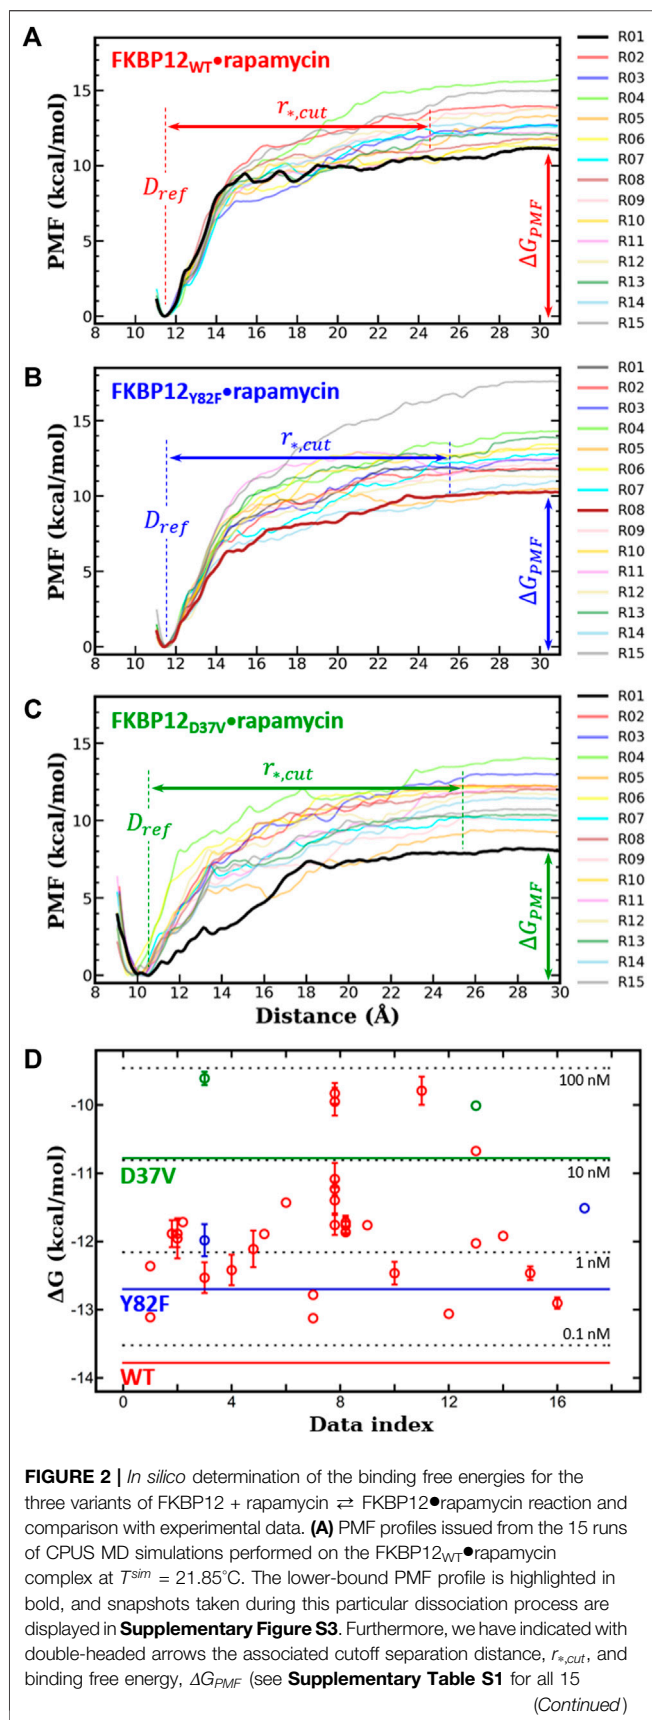 A
FKBP12WT●rapamycin
r*,cut
Dref
ΔGPMF
PMF (kcal/mol)
15
10
5
0
8 10 12 14 16 18 20 22 24 26 28 30
R01
R02
R03
R04
R05
R06
R07
R08
R09
R10
R11
R12
R13
R14
R15
B
FKBP12Y82F●rapamycin
r*,cut
Dref
ΔGPMF
PMF (kcal/mol)
15
10
5
0
8 10 12 14 16 18 20 22 24 26 28 30
R01
R02
R03
R04
R05
R06
R07
R08
R09
R10
R11
R12
R13
R14
R15
C
FKBP12D37V●rapamycin
r*,cut
Dref
ΔGPMF
PMF (kcal/mol)
15
10
5
0
8 10 12 14 16 18 20 22 24 26 28 30
Distance (Å)
R01
R02
R03
R04
R05
R06
R07
R08
R09
R10
R11
R12
R13
R14
R15
D
ΔG (kcal/mol)
-10
-11
-12
-13
-14
100 nM
10 nM
1 nM
0.1 nM
D37V
Y82F
WT
0 4 8 12 16
Data index
FIGURE 2 | In silico determination of the binding free energies for the
three variants of FKBP12 + rapamycin ⇄ FKBP12●rapamycin reaction and
comparison with experimental data. (A) PMF profiles issued from the 15 runs
of CPUS MD simulations performed on the FKBP12WT●rapamycin
complex at Tsim = 21.85°C. The lower-bound PMF profile is highlighted in
bold, and snapshots taken during this particular dissociation process are
displayed in Supplementary Figure S3. Furthermore, we have indicated with
double-headed arrows the associated cutoff separation distance, r*,cut, and
binding free energy, ΔGPMF (see Supplementary Table S1 for all 15
(Continued)